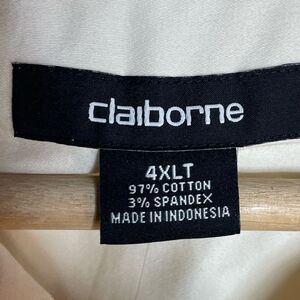 claiborne
4XLT
97% COTTON
3% SPANDEX
MADE IN INDONESIA